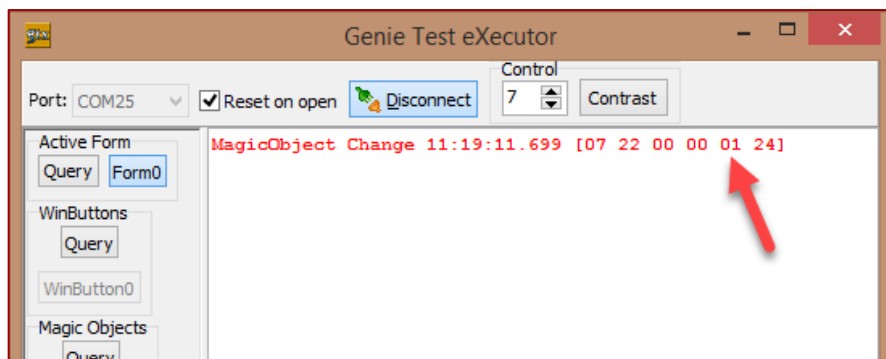 Genie Test eXecutor
Control
Port: COM25 Reset on open Disconnect 7 Contrast
Active Form
Query Form0
MagicObject Change 11:19:11.699 [07 22 00 00 01 24]
WinButtons
Query
WinButton0
Magic Objects
Query